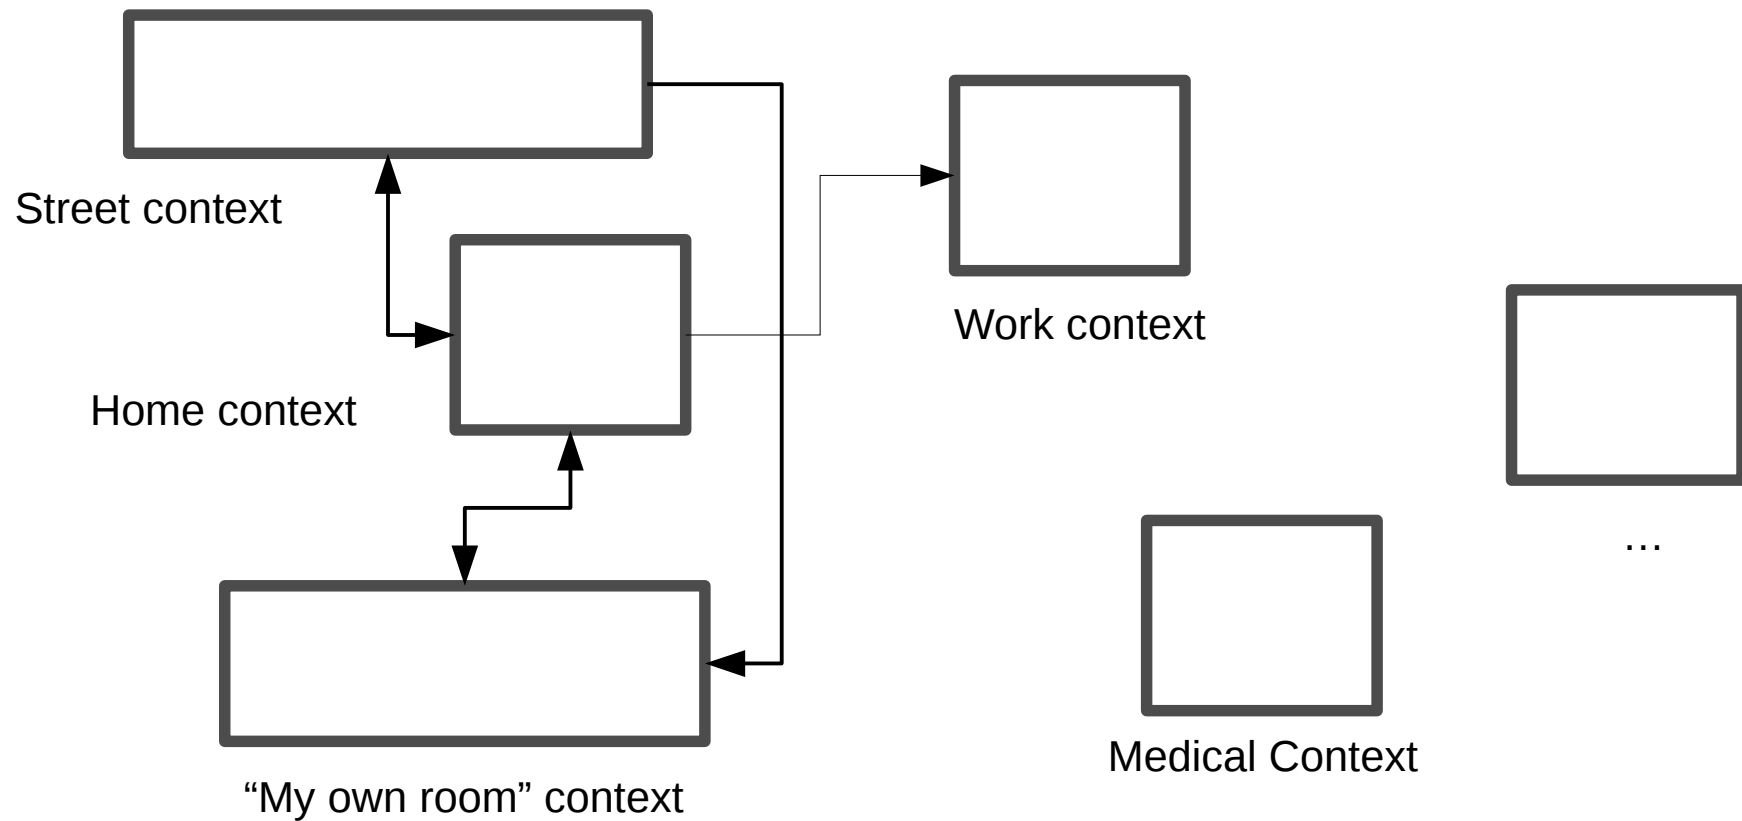 Street context
Work context
Home context
…
Medical Context
“My own room” context